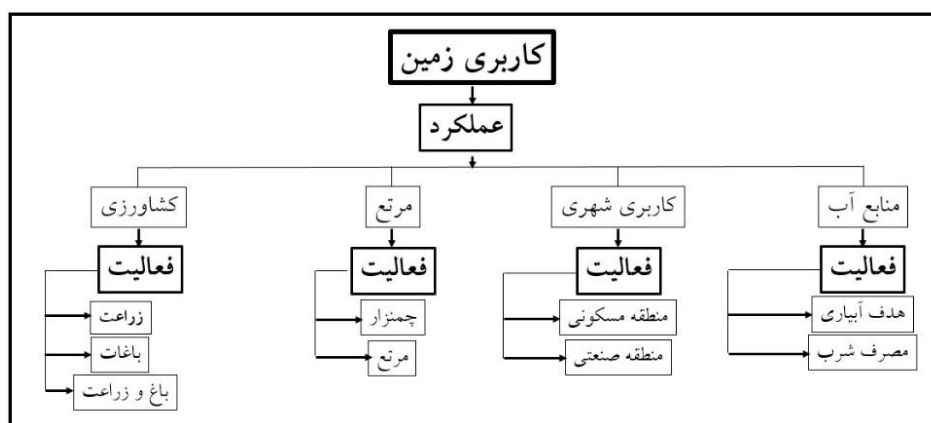 کاربری زمین
عملکرد
منابع آب
کاربری شهری
مرتع
کشاورزی
فعالیت
فعالیت
فعالیت
فعالیت
هدف آبیاری
مصرف شرب
منطقه مسکونی
منطقه صنعتی
چمنزار
مرتع
زراعت
باغات
باغ و زراعت